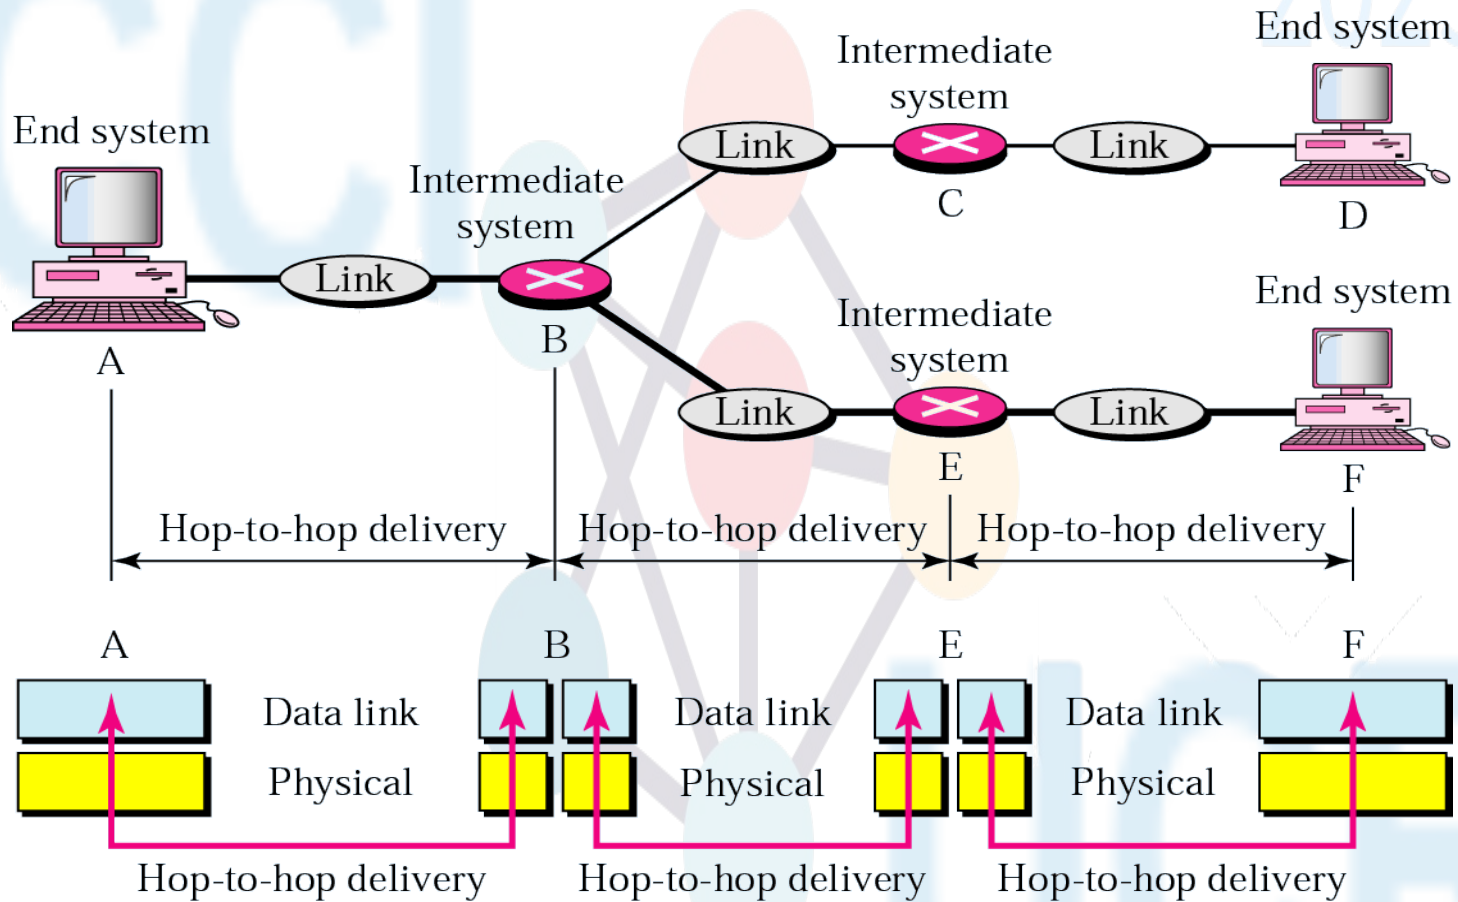 End system
Intermediate
system
Link
C
Link
D
End system
Intermediate
system
Link
B
A
End system
Intermediate
system
Link
E
Link
F
End system
Hop-to-hop delivery
Hop-to-hop delivery
Hop-to-hop delivery
A
B
E
F
Data link
Data link
Data link
Physical
Physical
Physical
Hop-to-hop delivery
Hop-to-hop delivery
Hop-to-hop delivery